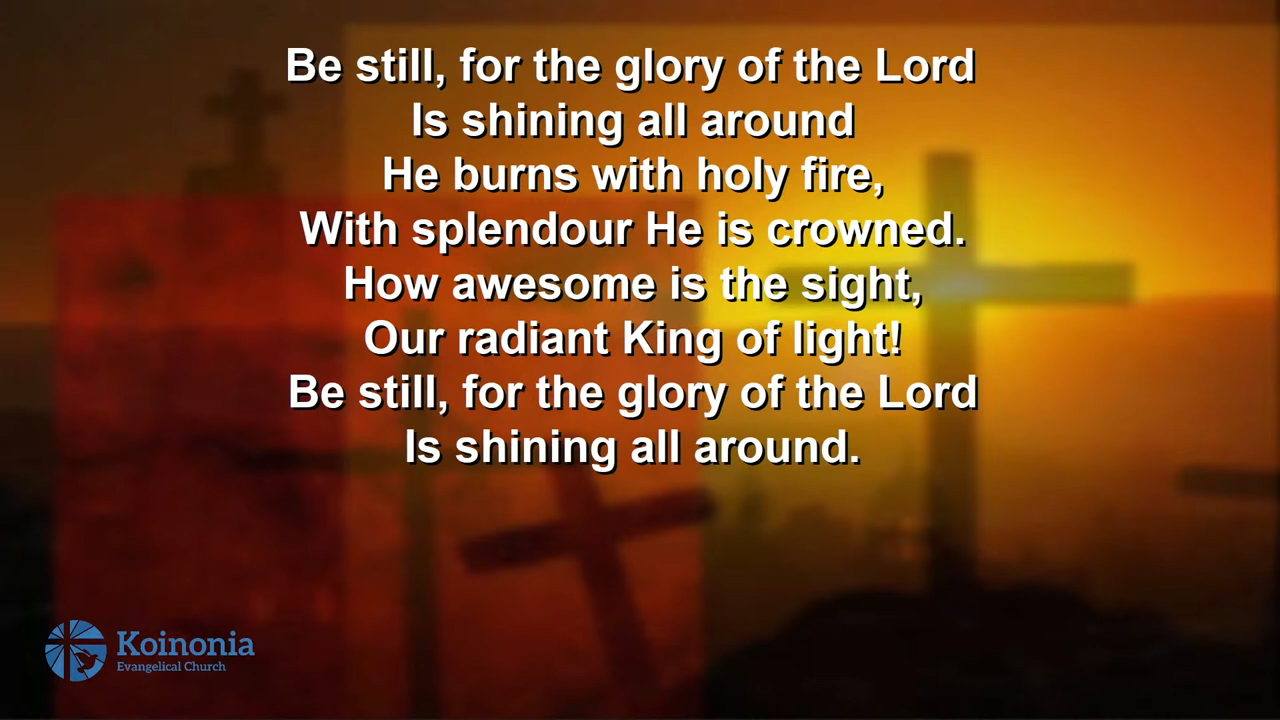 Be still, for the glory of the Lord
Is shining all around
He burns with holy fire,
With splendour He is crowned.
How awesome is the sight,
Our radiant King of light!
Be still, for the glory of the Lord
Is shining all around.
Koinonia
Evangelical Church